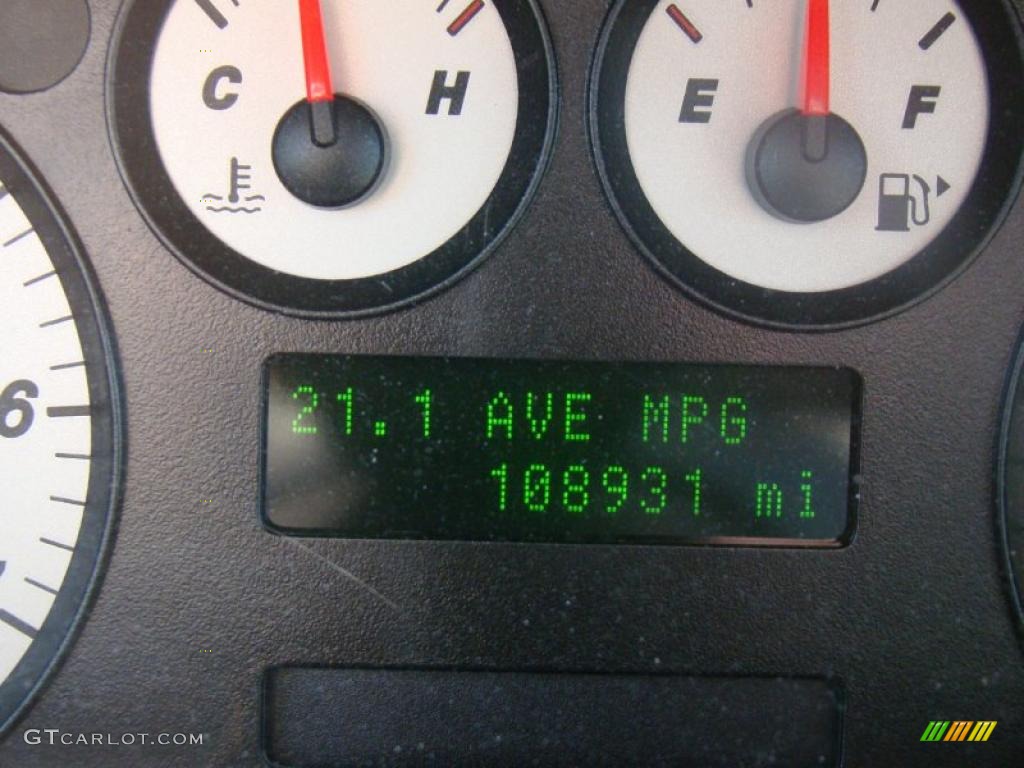 C H
E F
6
21.1 AVE MPG
108931 mi
GTCARLOT.COM